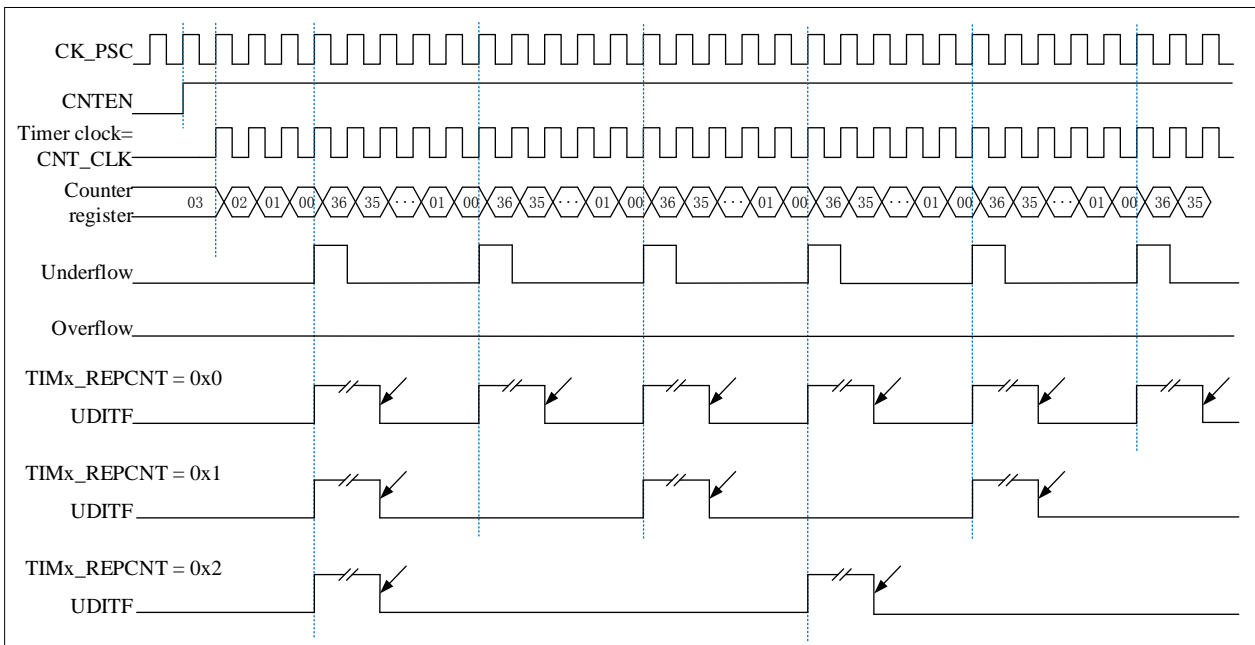 CK_PSC
CNTEN
Timer clock=
CNT_CLK
Counter
register
03 02 01 00 36 35 ··· 01 00 36 35 ··· 01 00 36 35 ··· 01 00 36 35 ··· 01 00 36 35 ··· 01 00 36 35
Underflow
Overflow
TIMx_REPCNT = 0x0
UDITF
TIMx_REPCNT = 0x1
UDITF
TIMx_REPCNT = 0x2
UDITF